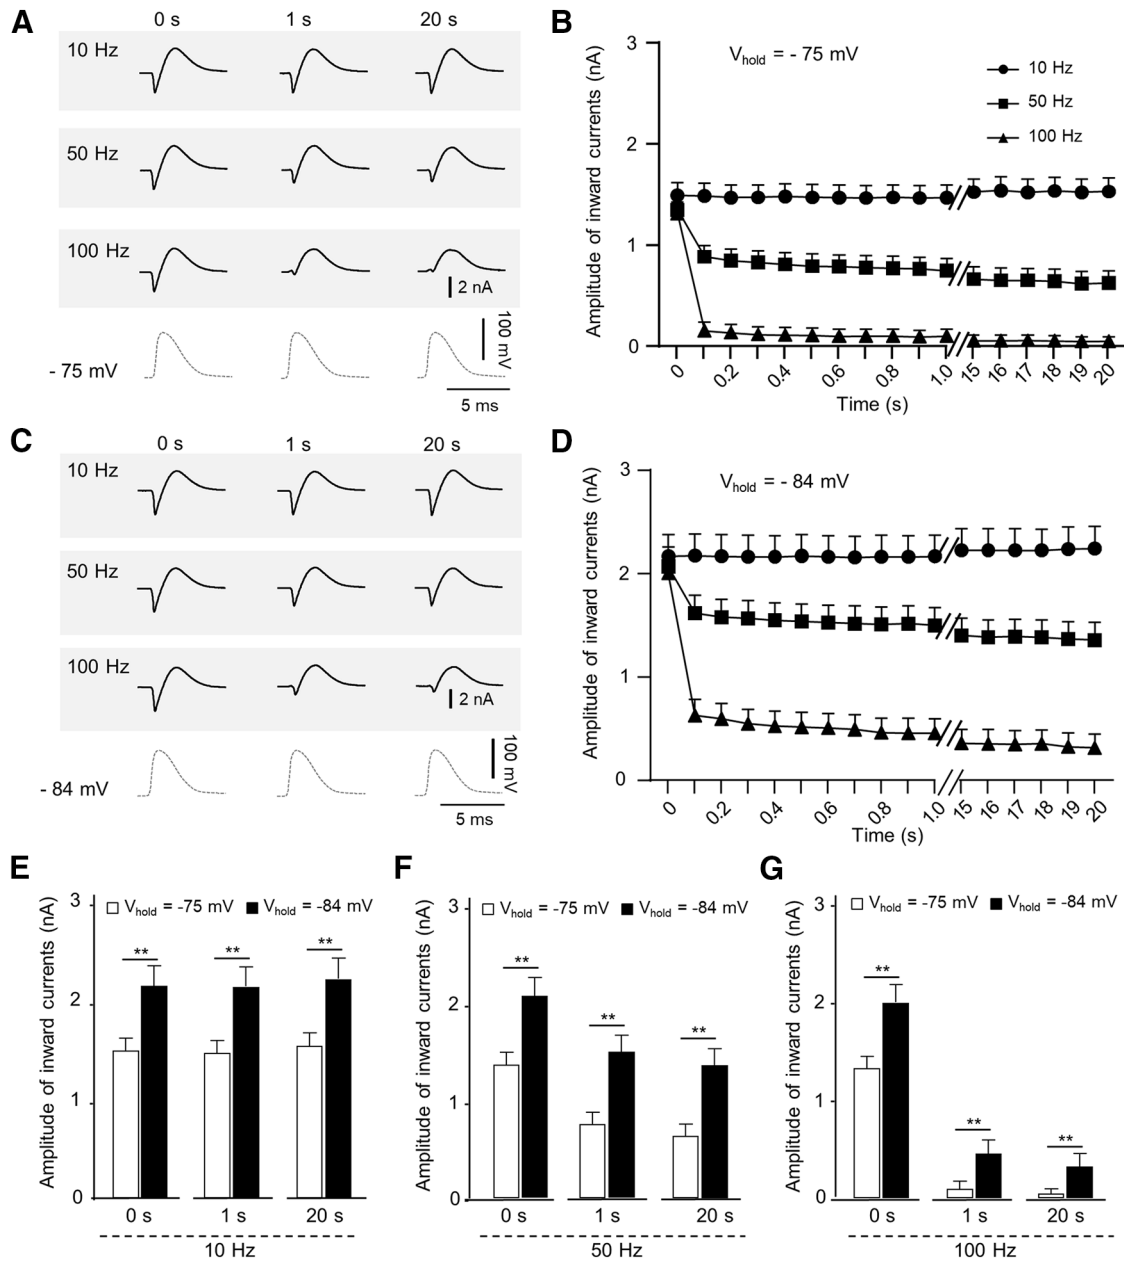 A
0 s 1 s 20 s
10 Hz
50 Hz
100 Hz
2 nA
100 mV
- 75 mV
5 ms
B
Amplitude of inward currents (nA)
Vhold = - 75 mV
10 Hz
50 Hz
100 Hz
3
2
1
0
0 0.2 0.4 0.6 0.8 1.0 15 16 17 18 19 20
Time (s)
C
0 s 1 s 20 s
10 Hz
50 Hz
100 Hz
2 nA
100 mV
- 84 mV
5 ms
D
Amplitude of inward currents (nA)
Vhold = - 84 mV
3
2
1
0
0 0.2 0.4 0.6 0.8 1.0 15 16 17 18 19 20
Time (s)
E
Amplitude of inward currents (nA)
Vhold = -75 mV Vhold = -84 mV
3
2
1
0
** ** **
0 s 1 s 20 s
10 Hz
F
Amplitude of inward currents (nA)
Vhold = -75 mV Vhold = -84 mV
3
2
1
0
** ** **
0 s 1 s 20 s
50 Hz
G
Amplitude of inward currents (nA)
Vhold = -75 mV Vhold = -84 mV
3
2
1
0
** ** **
0 s 1 s 20 s
100 Hz